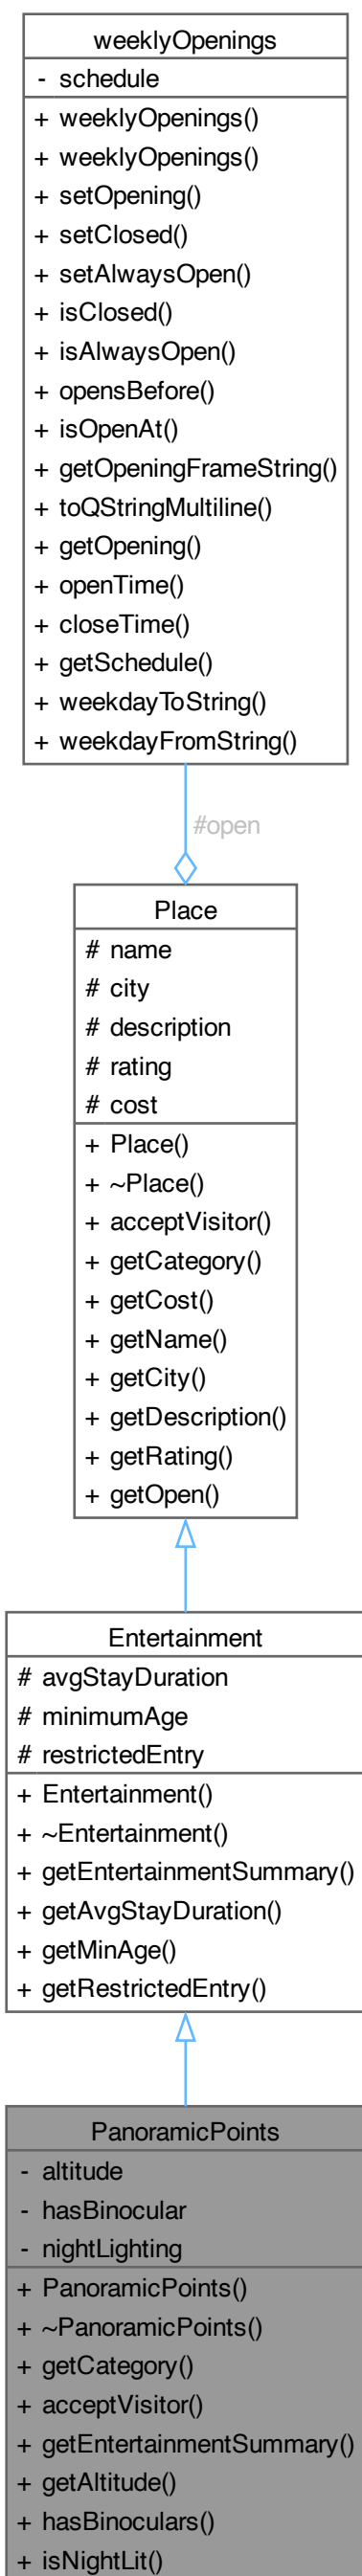 weeklyOpenings
- schedule
+ weeklyOpenings()
+ weeklyOpenings()
+ setOpening()
+ setClosed()
+ setAlwaysOpen()
+ isClosed()
+ isAlwaysOpen()
+ opensBefore()
+ isOpenAt()
+ getOpeningFrameString()
+ toQStringMultiline()
+ getOpening()
+ openTime()
+ closeTime()
+ getSchedule()
+ weekdayToString()
+ weekdayFromString()
#open
Place
# name
# city
# description
# rating
# cost
+ Place()
+ ~Place()
+ acceptVisitor()
+ getCategory()
+ getCost()
+ getName()
+ getCity()
+ getDescription()
+ getRating()
+ getOpen()
Entertainment
# avgStayDuration
# minimumAge
# restrictedEntry
+ Entertainment()
+ ~Entertainment()
+ getEntertainmentSummary()
+ getAvgStayDuration()
+ getMinAge()
+ getRestrictedEntry()
PanoramicPoints
- altitude
- hasBinocular
- nightLighting
+ PanoramicPoints()
+ ~PanoramicPoints()
+ getCategory()
+ acceptVisitor()
+ getEntertainmentSummary()
+ getAltitude()
+ hasBinoculars()
+ isNightLit()